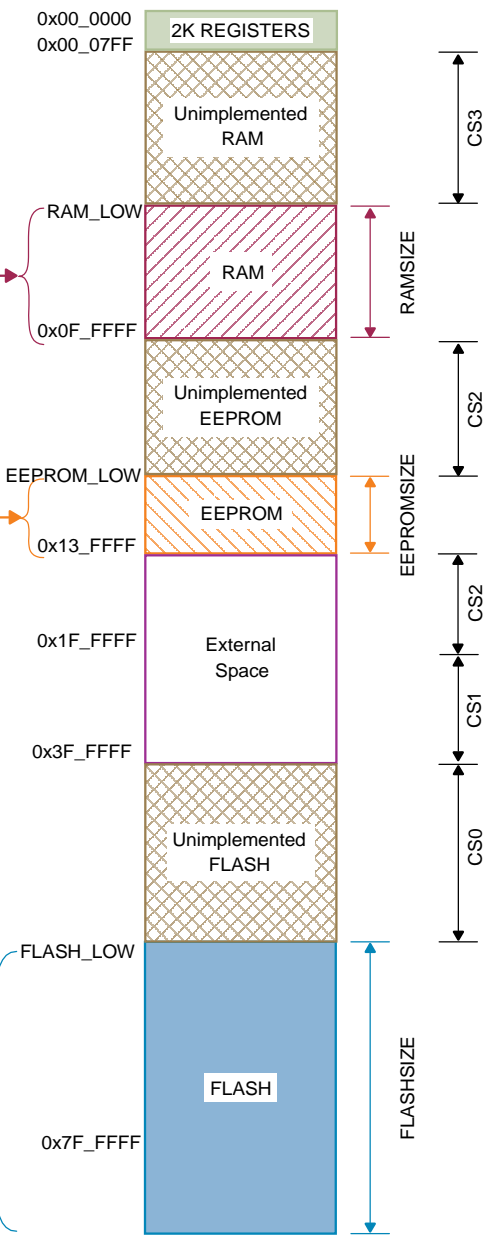 0x00_0000
0x00_07FF
2K REGISTERS
Unimplemented
RAM
CS3
RAM_LOW
RAM
RAMSIZE
0x0F_FFFF
Unimplemented
EEPROM
CS2
EEPROM_LOW
EEPROM
EEPROMSIZE
0x13_FFFF
CS2
0x1F_FFFF
External
Space
CS1
0x3F_FFFF
Unimplemented
FLASH
CS0
FLASH_LOW
FLASH
FLASHSIZE
0x7F_FFFF